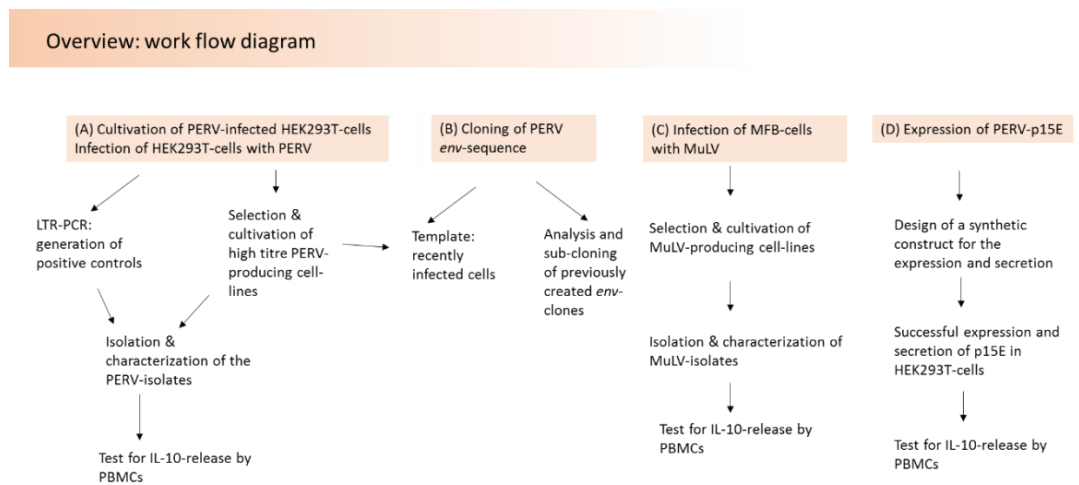 Overview: work flow diagram
(A) Cultivation of PERV-infected HEK293T-cells
Infection of HEK293T-cells with PERV
LTR-PCR:
generation of
positive controls
Selection &
cultivation of
high titre PERV-
producing cell-
lines
Isolation &
characterization of the
PERV-isolates
Test for IL-10-release by
PBMCs
(B) Cloning of PERV
env-sequence
Template:
recently
infected cells
Analysis and
sub-cloning
of previously
created env-
clones
(C) Infection of MFB-cells
with MuLV
Selection & cultivation of
MuLV-producing cell-lines
Isolation & characterization of
MuLV-isolates
Test for IL-10-release by
PBMCs
(D) Expression of PERV-p15E
Design of a synthetic
construct for the
expression and secretion
Successful expression and
secretion of p15E in
HEK293T-cells
Test for IL-10-release by
PBMCs